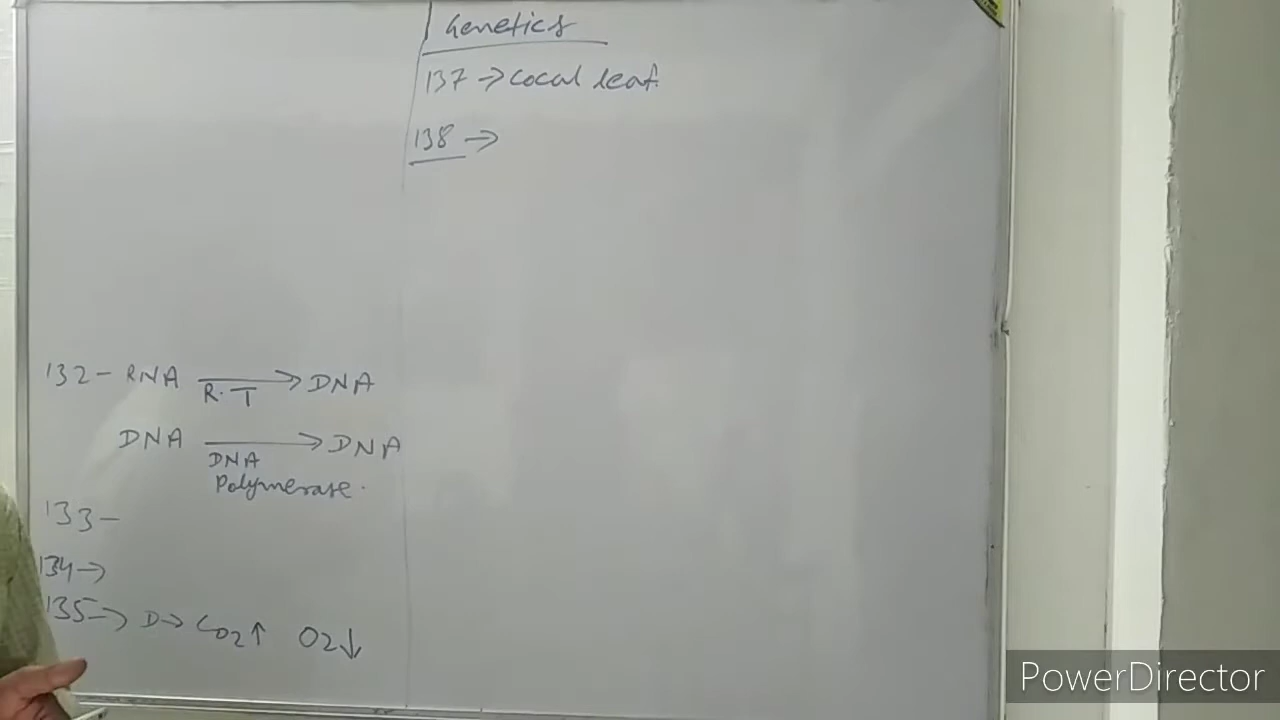 Genetics
137 → Cocal leaf.
138 →
132 - RNA → DNA
R.T
DNA → DNA
DNA
Polymerase.
133 -
134 →
135 → D → CO2↑ O2↓
PowerDirector